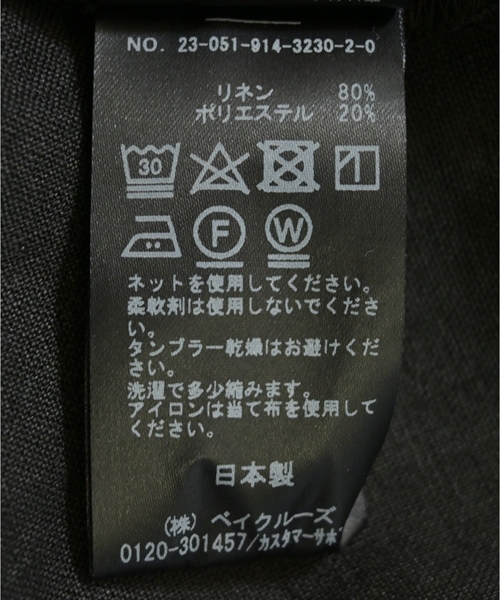 NO. 23-051-914-3230-2-0
リネン 80%
ポリエステル 20%
30
F
W
ネットを使用してください。
柔軟剤は使用しないでくださ
い。
タンブラー乾燥はお避けくだ
さい。
洗濯で多少縮みます。
アイロンは当て布を使用して
ください。
日本製
(株) ベイクルーズ
0120-301457/カスタマーサポ